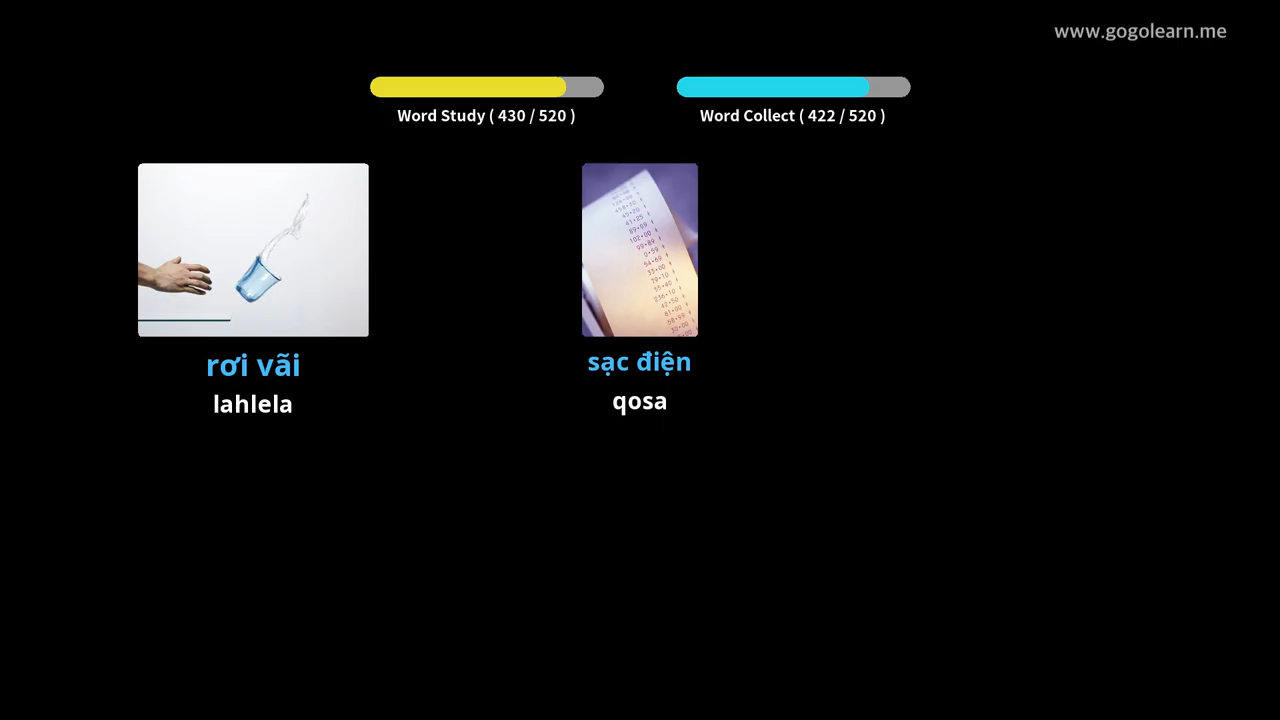 www.gogolearn.me
Word Study ( 430 / 520 )
Word Collect ( 422 / 520 )
rơi vãi
lahlela
sạc điện
qosa